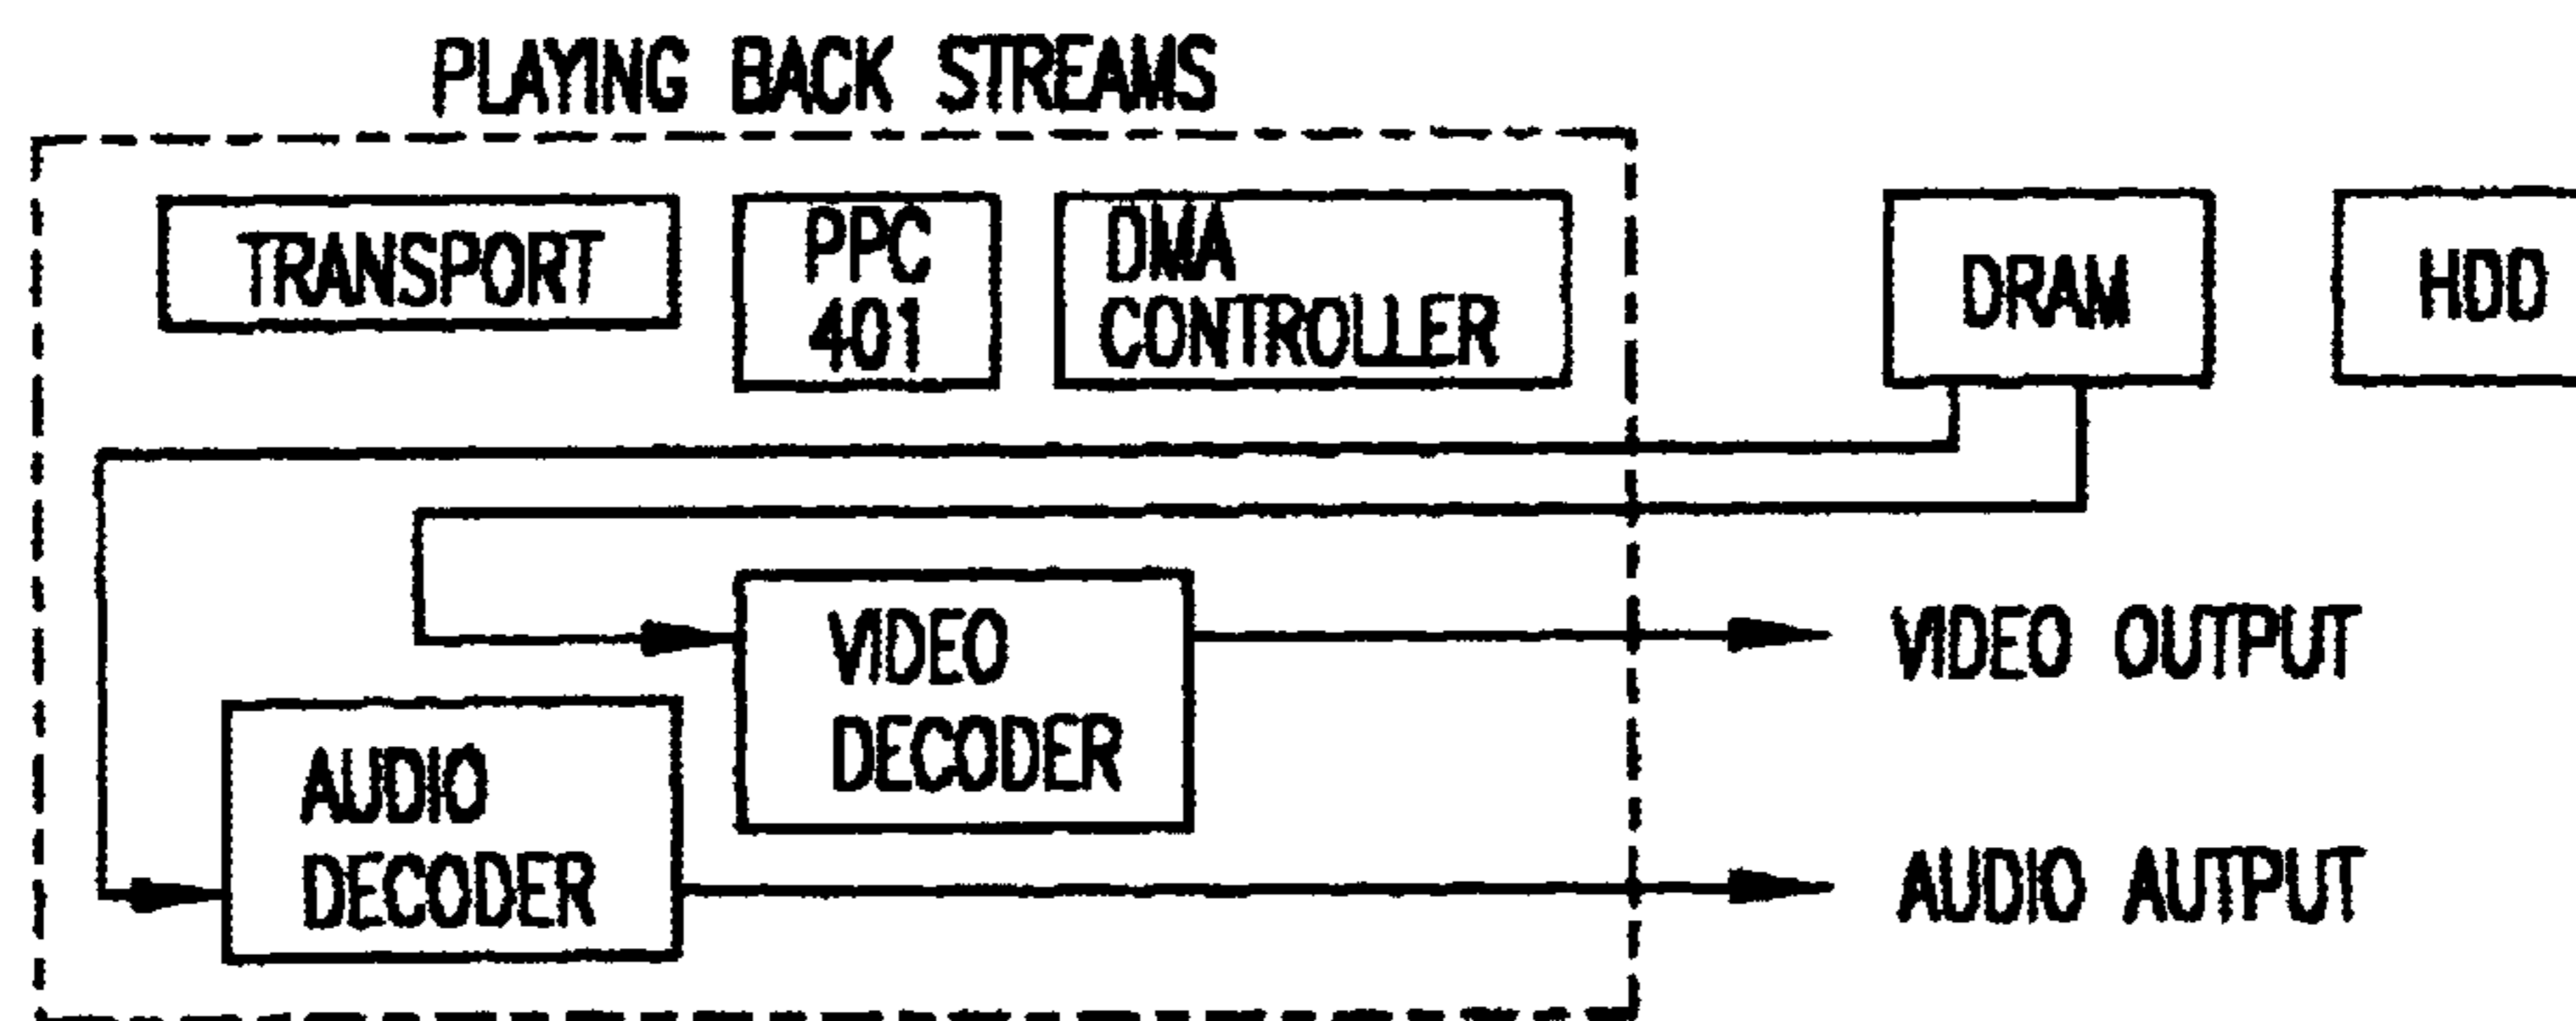 PLAYING BACK STREAMS
TRANSPORT
PPC
401
DMA
CONTROLLER
DRAM
HDD
VIDEO
DECODER
VIDEO OUTPUT
AUDIO
DECODER
AUDIO AUTPUT